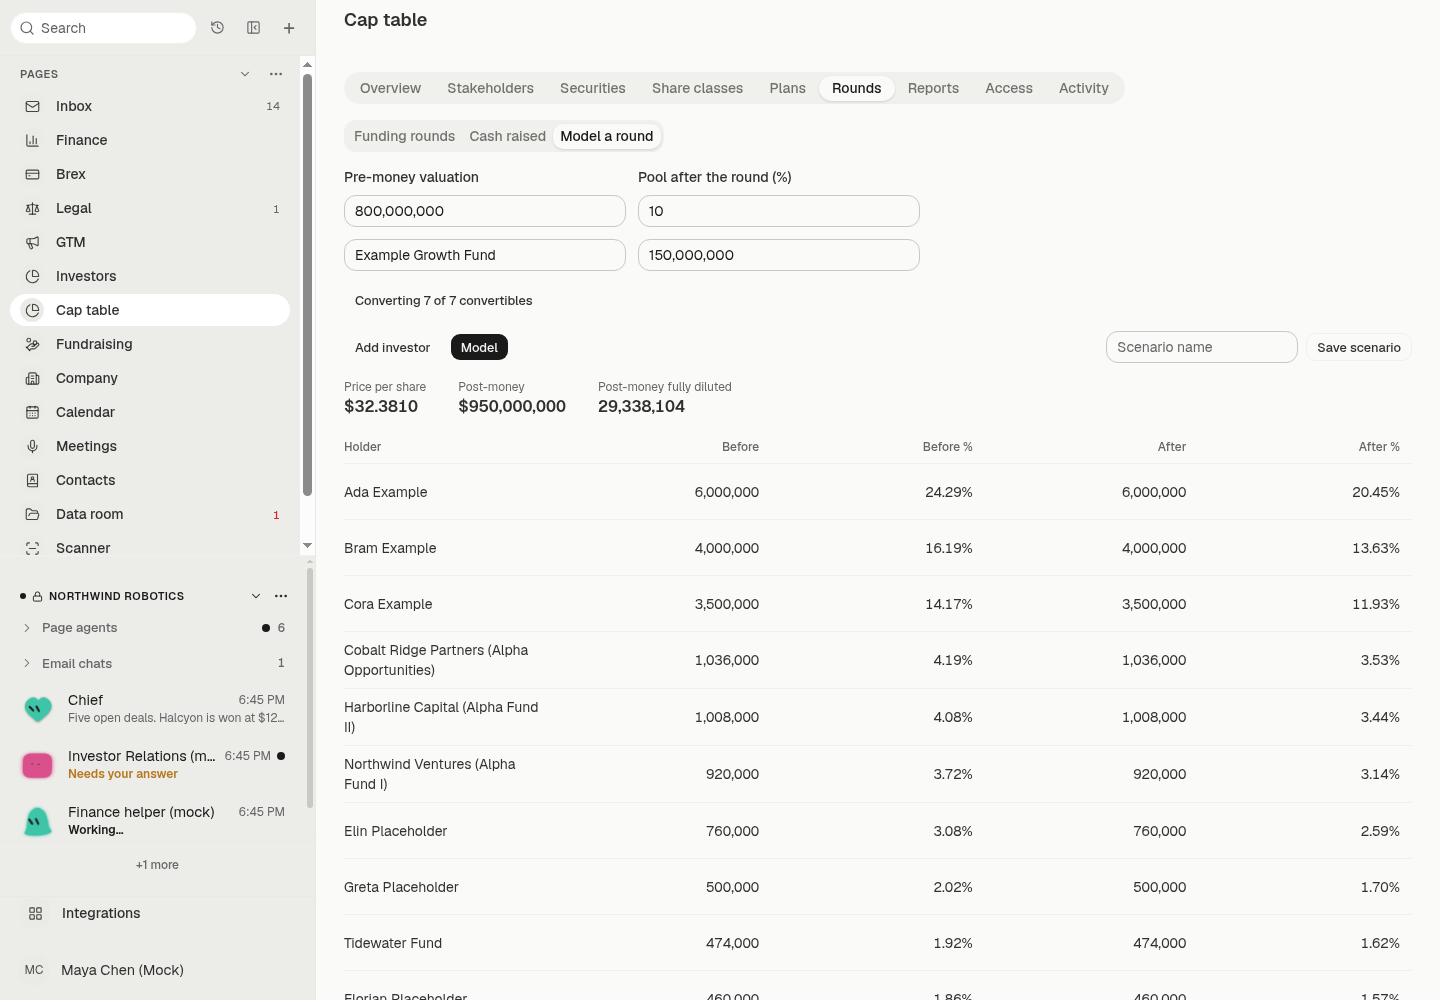 Search
PAGES
Inbox 14
Finance
Brex
Legal 1
GTM
Investors
Cap table
Fundraising
Company
Calendar
Meetings
Contacts
Data room 1
Scanner
NORTHWIND ROBOTICS
Page agents 6
Email chats 1
Chief 6:45 PM
Five open deals. Halcyon is won at $12…
Investor Relations (m… 6:45 PM
Needs your answer
Finance helper (mock) 6:45 PM
Working…
+1 more
Integrations
MC Maya Chen (Mock)
Cap table
Overview Stakeholders Securities Share classes Plans Rounds Reports Access Activity
Funding rounds Cash raised Model a round
Pre-money valuation Pool after the round (%)
800,000,000 10
Example Growth Fund 150,000,000
Converting 7 of 7 convertibles
Add investor Model Scenario name Save scenario
Price per share Post-money Post-money fully diluted
$32.3810 $950,000,000 29,338,104
Holder Before Before % After After %
Ada Example 6,000,000 24.29% 6,000,000 20.45%
Bram Example 4,000,000 16.19% 4,000,000 13.63%
Cora Example 3,500,000 14.17% 3,500,000 11.93%
Cobalt Ridge Partners (Alpha
Opportunities) 1,036,000 4.19% 1,036,000 3.53%
Harborline Capital (Alpha Fund
II) 1,008,000 4.08% 1,008,000 3.44%
Northwind Ventures (Alpha
Fund I) 920,000 3.72% 920,000 3.14%
Elin Placeholder 760,000 3.08% 760,000 2.59%
Greta Placeholder 500,000 2.02% 500,000 1.70%
Tidewater Fund 474,000 1.92% 474,000 1.62%
Florian Placeholder 460,000 1.86% 460,000 1.57%